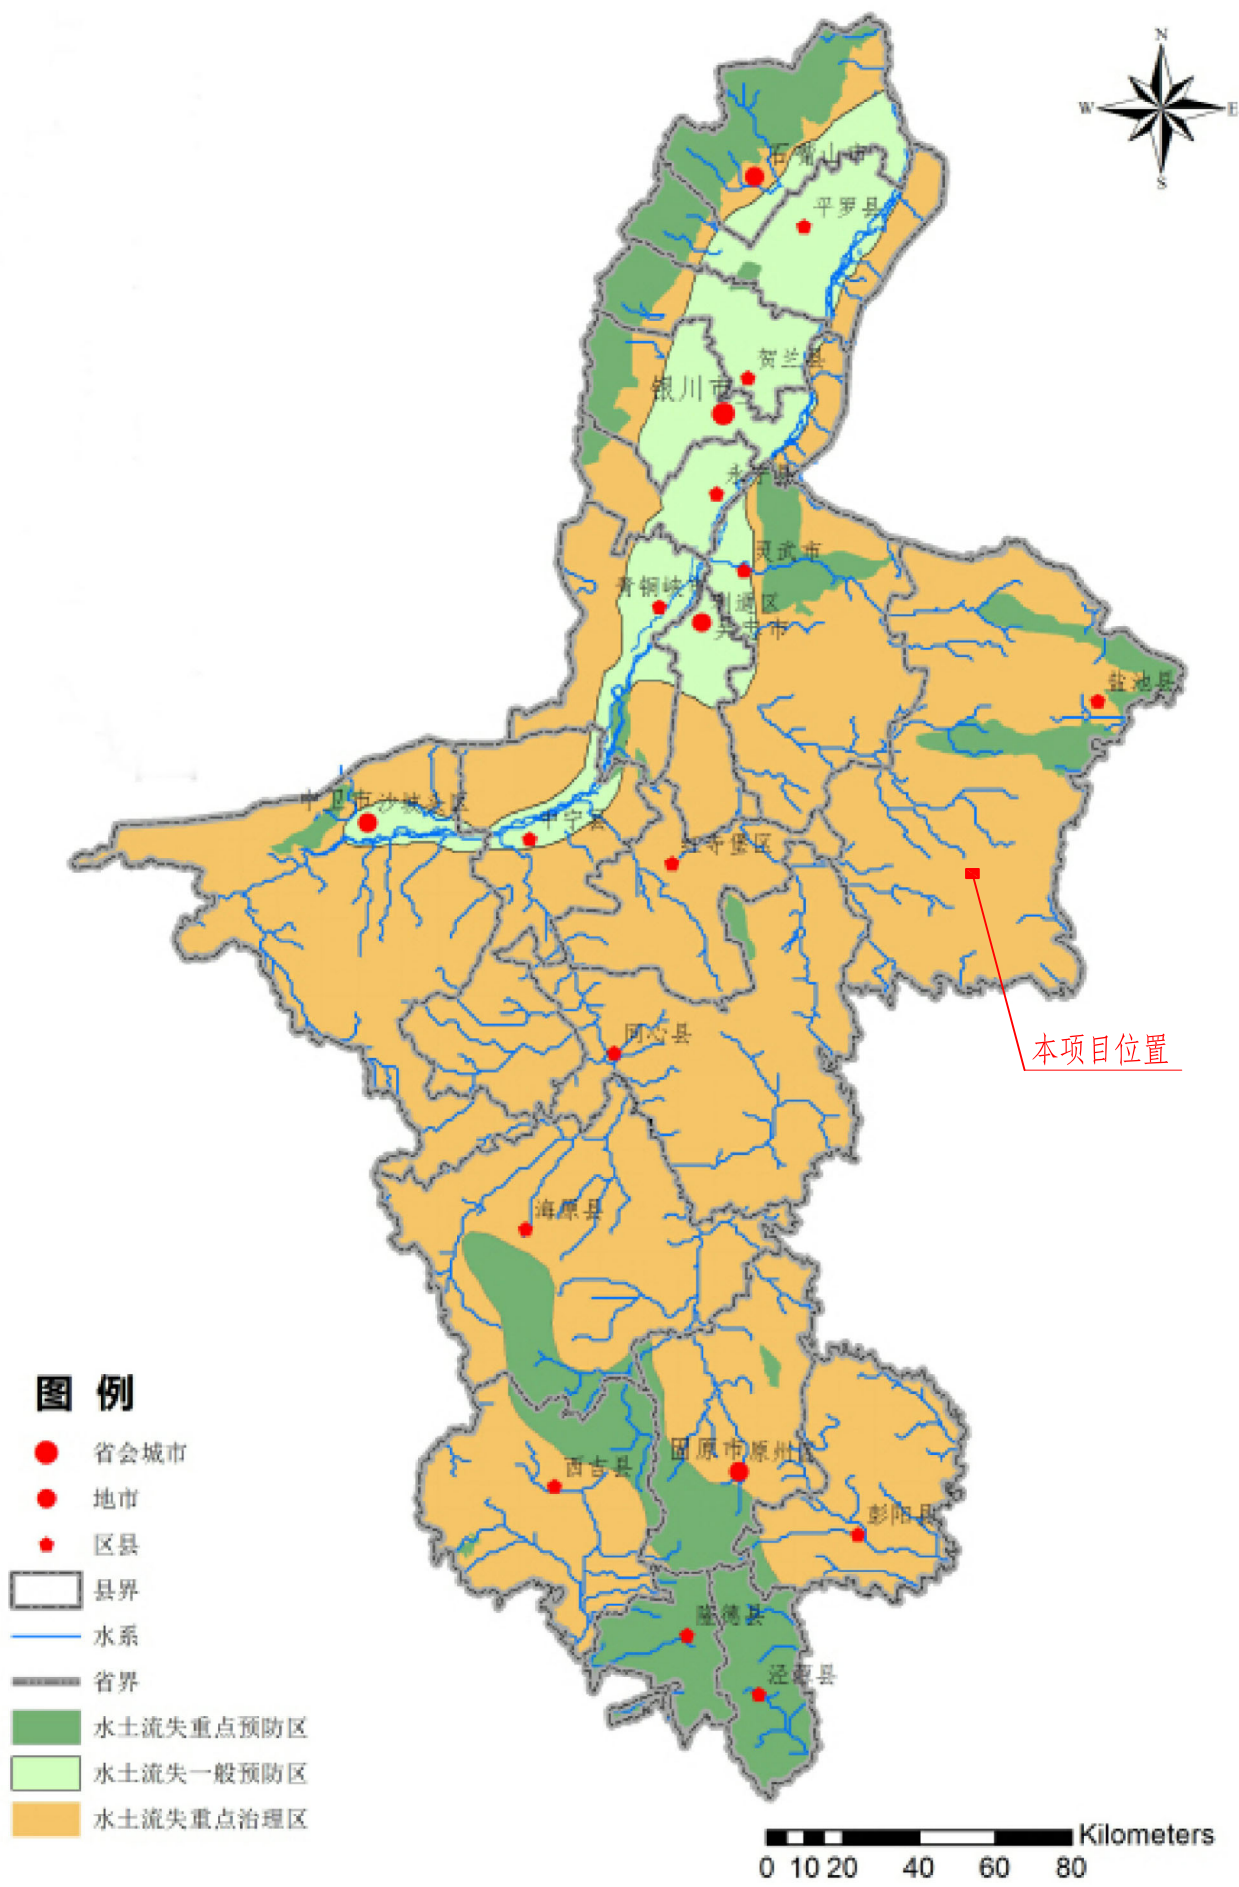 N
W
E
S
石嘴山市
平罗县
贺兰县
银川市
永宁县
灵武市
青铜峡市
利通区
吴忠市
盐池县
中卫市
沙坡头区
中宁县
红寺堡区
本项目位置
同心县
海原县
图 例
省会城市
地市
区县
县界
水系
省界
水土流失重点预防区
水土流失一般预防区
水土流失重点治理区
固原市
原州区
西吉县
彭阳县
隆德县
泾源县
Kilometers
0 10 20 40 60 80